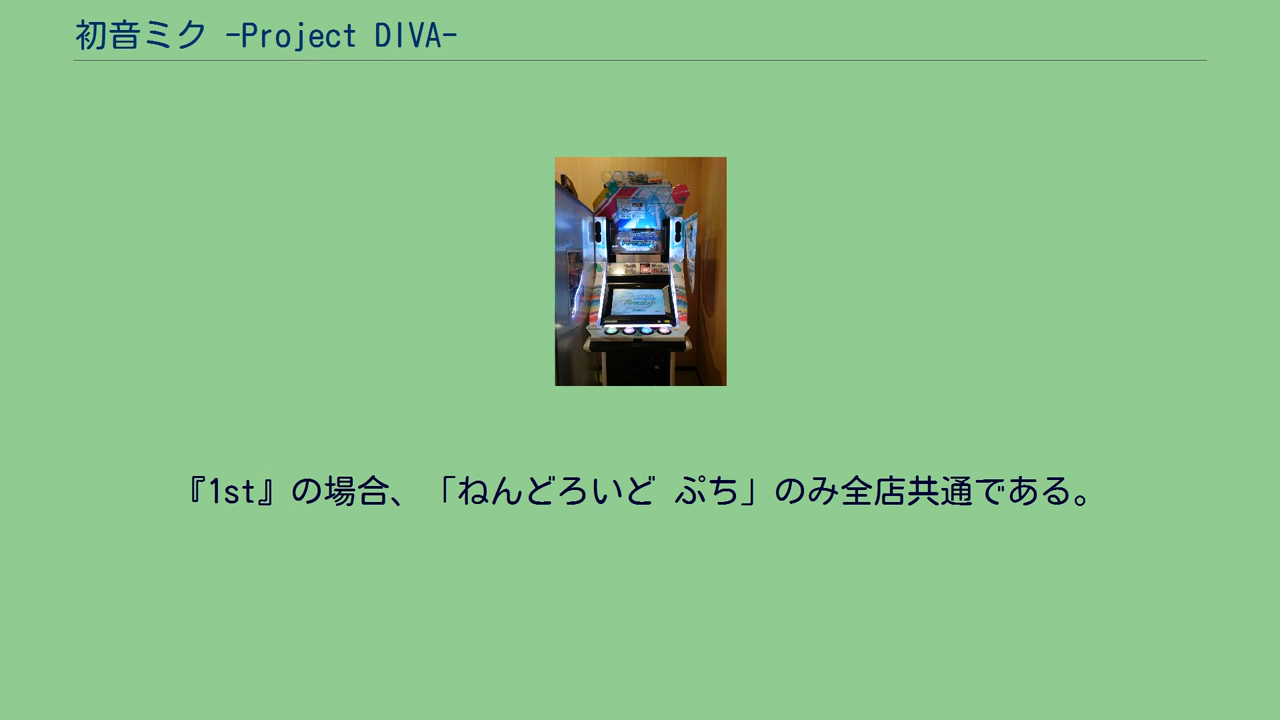 初音ミク -Project DIVA-
『1st』の場合、「ねんどろいど ぷち」のみ全店共通である。